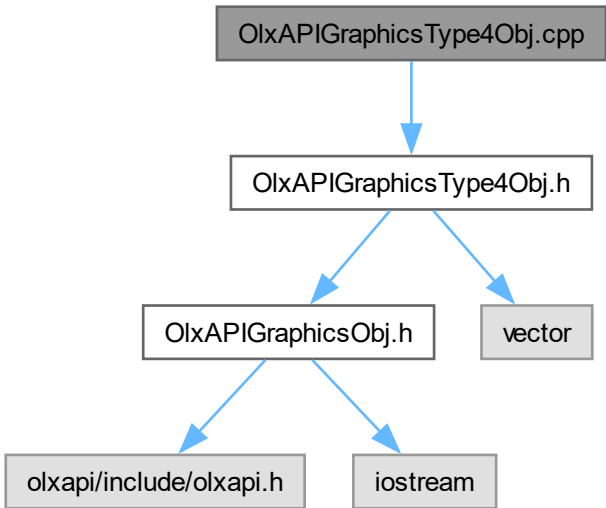 OlxAPIGraphicsType4Obj.cpp
OlxAPIGraphicsType4Obj.h
OlxAPIGraphicsObj.h
vector
olxapi/include/olxapi.h
iostream